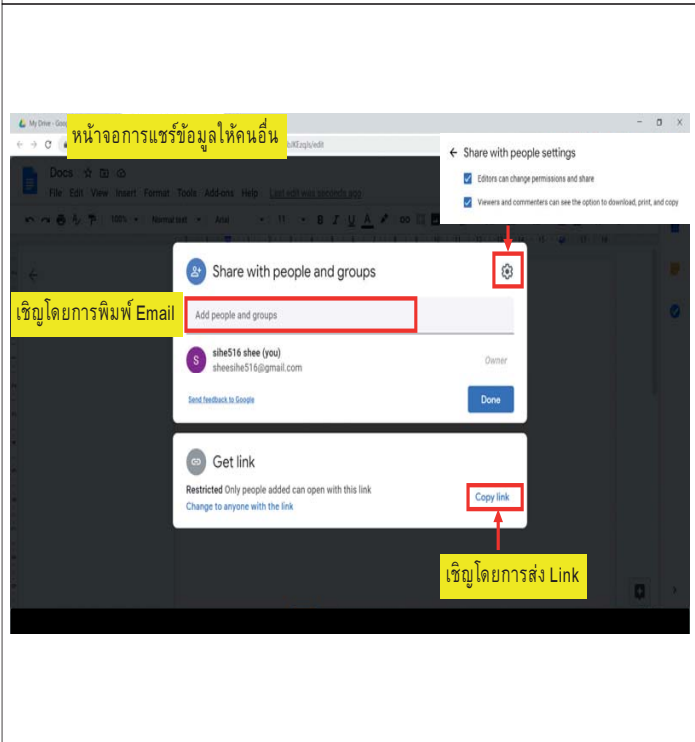 My Drive - Goog
หน้าจอการแชร์ข้อมูลให้คนอื่น
/edit
Share with people settings
Editors can change permissions and share
Viewers and commenters can see the option to download, print, and copy
Docs
File Edit View Insert Format Tools Add-ons Help Last edit was seconds ago
100% Normal text Arial 11 B I U A
Share with people and groups
เชิญโดยการพิมพ์ Email
Add people and groups
S
sihe516 shee (you)
sheesihe516@gmail.com
Owner
Send feedback to Google
Done
Get link
Restricted Only people added can open with this link
Change to anyone with the link
Copy link
เชิญโดยการส่ง Link